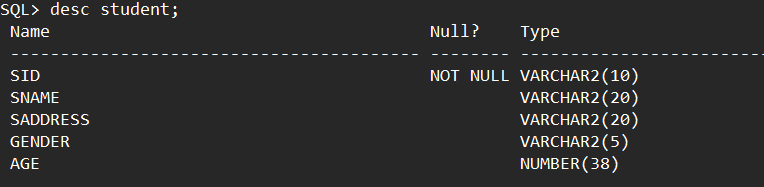 SQL> desc student;
Name Null? Type
----------------------------------------- -------- ----------------------------
SID NOT NULL VARCHAR2(10)
SNAME VARCHAR2(20)
SADDRESS VARCHAR2(20)
GENDER VARCHAR2(5)
AGE NUMBER(38)